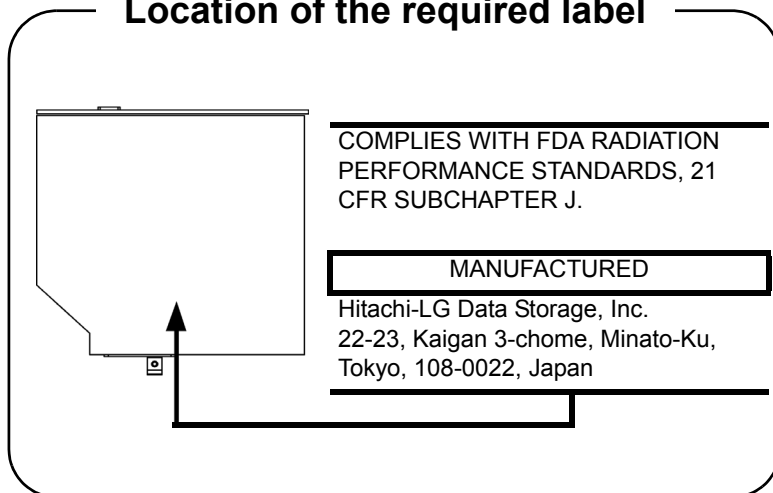 Location of the required label
COMPLIES WITH FDA RADIATION
PERFORMANCE STANDARDS, 21
CFR SUBCHAPTER J.
MANUFACTURED
Hitachi-LG Data Storage, Inc.
22-23, Kaigan 3-chome, Minato-Ku,
Tokyo, 108-0022, Japan